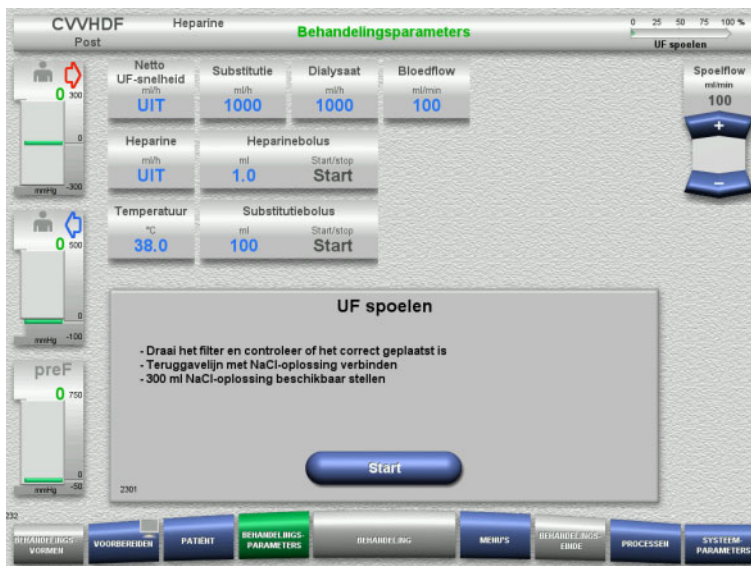 CVVHDF Heparine
Post
Behandelingsparameters
0 25 50 75 100 %
UF spoelen
0 300
0
mmHg -300
0 500
0
mmHg -100
preF
0 750
0
mmHg -50
Netto
UF-snelheid
ml/h
UIT
Substitutie
ml/h
1000
Dialysaat
ml/h
1000
Bloedflow
ml/min
100
Spoelflow
ml/min
100
+
−
Heparine
ml/h
UIT
Heparinebolus
ml Start/stop
1.0 Start
Temperatuur
°C
38.0
Substitutiebolus
ml Start/stop
100 Start
UF spoelen
- Draai het filter en controleer of het correct geplaatst is
- Teruggavelijn met NaCl-oplossing verbinden
- 300 ml NaCl-oplossing beschikbaar stellen
Start
2301
232
BEHANDELINGS-
VORMEN
VOORBEREIDEN
PATIËNT
BEHANDELINGS-
PARAMETERS
BEHANDELING
MENU'S
BEHANDELINGS-
EINDE
PROCESSEN
SYSTEEM-
PARAMETERS